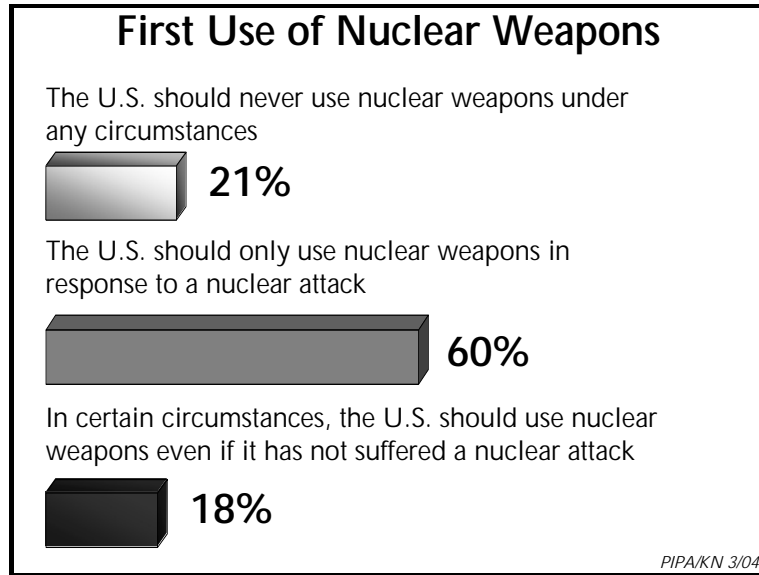 First Use of Nuclear Weapons
The U.S. should never use nuclear weapons under
any circumstances
21%
The U.S. should only use nuclear weapons in
response to a nuclear attack
60%
In certain circumstances, the U.S. should use nuclear
weapons even if it has not suffered a nuclear attack
18%
PIPA/KN 3/04